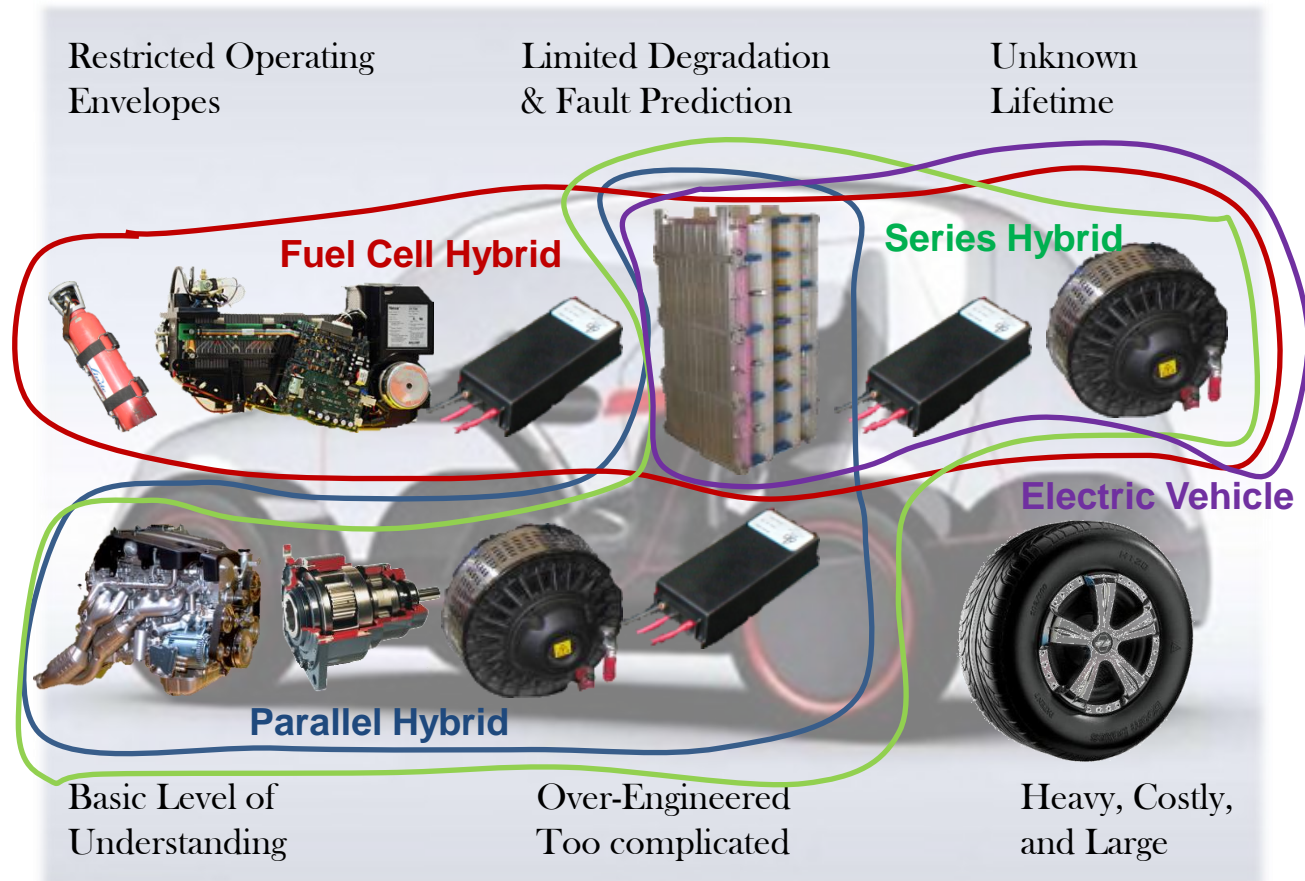 Restricted Operating
Envelopes
Limited Degradation
& Fault Prediction
Unknown
Lifetime
Fuel Cell Hybrid
Series Hybrid
Electric Vehicle
Parallel Hybrid
Basic Level of
Understanding
Over-Engineered
Too complicated
Heavy, Costly,
and Large